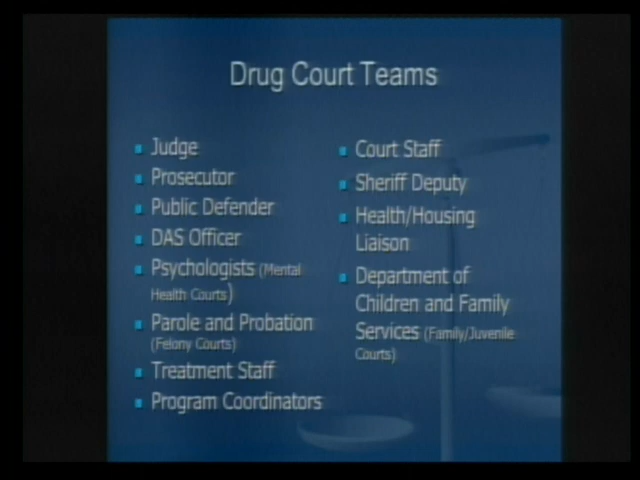 Drug Court Teams
Judge
Prosecutor
Public Defender
DAS Officer
Psychologists (Mental
Health Courts)
Parole and Probation
(Felony Courts)
Treatment Staff
Program Coordinators
Court Staff
Sheriff Deputy
Health/Housing
Liaison
Department of
Children and Family
Services (Family/Juvenile
Courts)